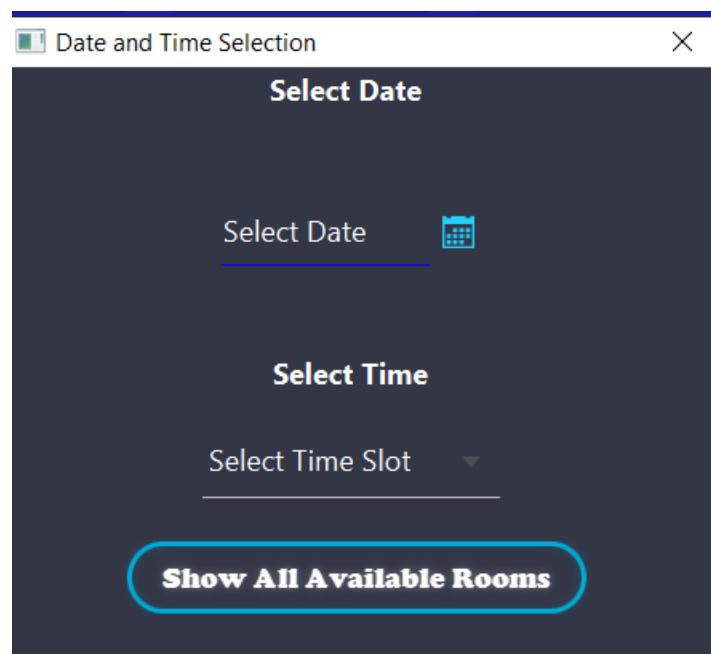 Date and Time Selection
Select Date
Select Date
Select Time
Select Time Slot
Show All Available Rooms